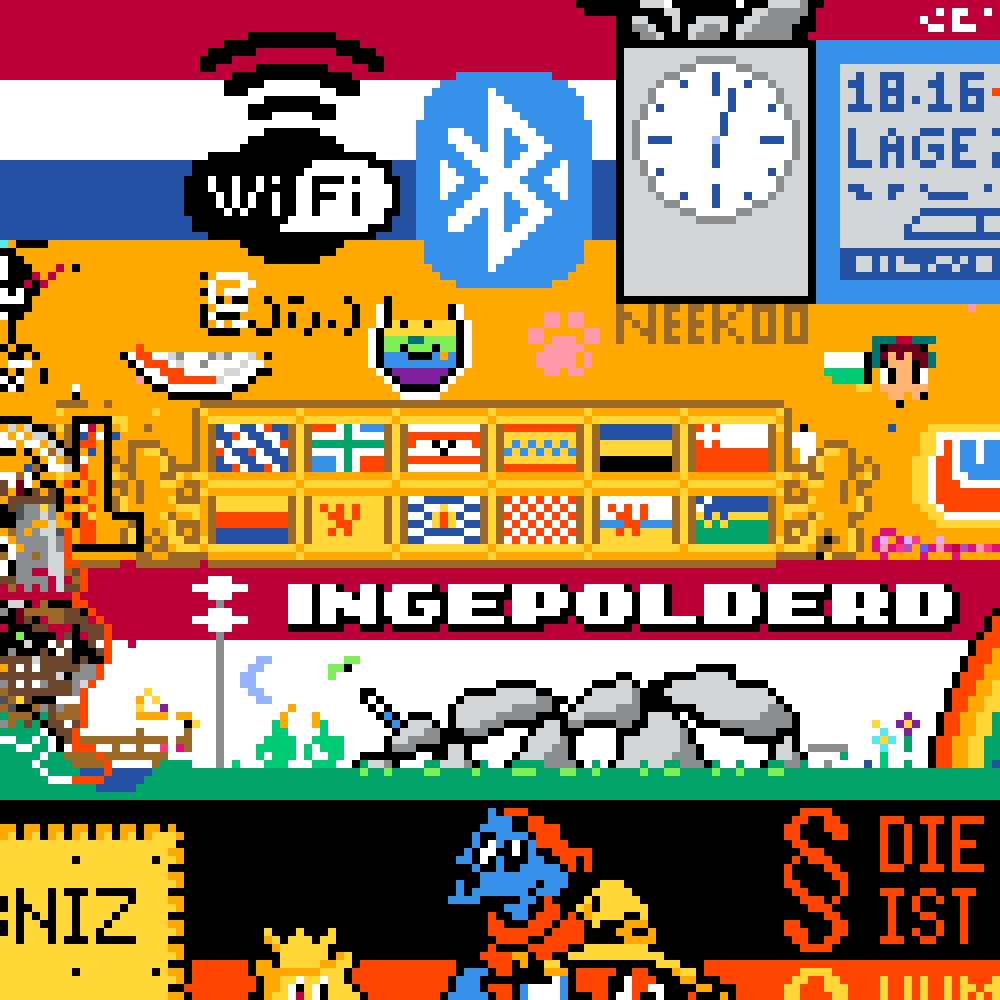 WiFi
18.16
LAGE
NEEKOO
INGEPOLDERD
NIZ
§ DIE
IST